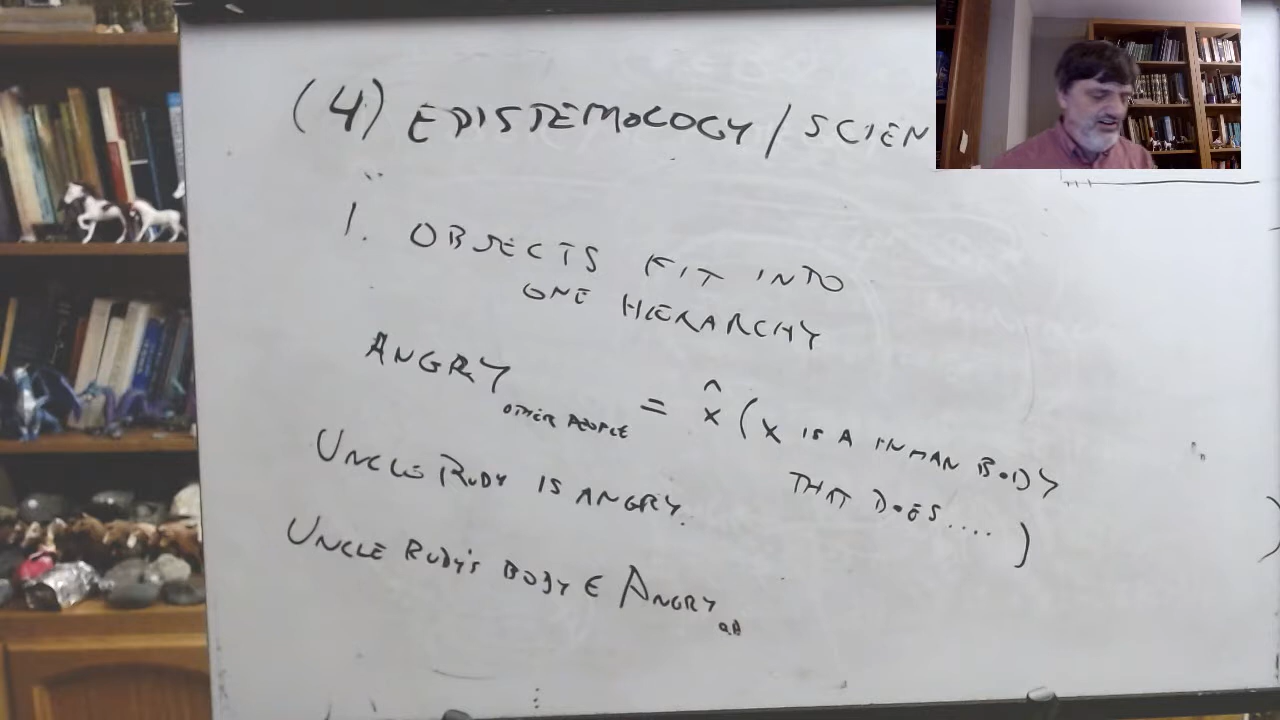 (4) EPISTEMOLOGY / SCIEN
1. OBJECTS FIT INTO
ONE HIERARCHY
ANGRY OTHER PEOPLE = x̂ (X IS A HUMAN BODY
THAT DOES .... )
UNCLE RUDY IS ANGRY.
UNCLE RUDY'S BODY ∈ ANGRY